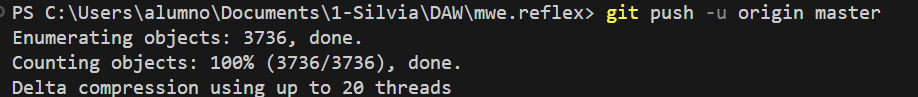 PS C:\Users\alumno\Documents\1-Silvia\DAW\mwe.reflex> git push -u origin master
Enumerating objects: 3736, done.
Counting objects: 100% (3736/3736), done.
Delta compression using up to 20 threads